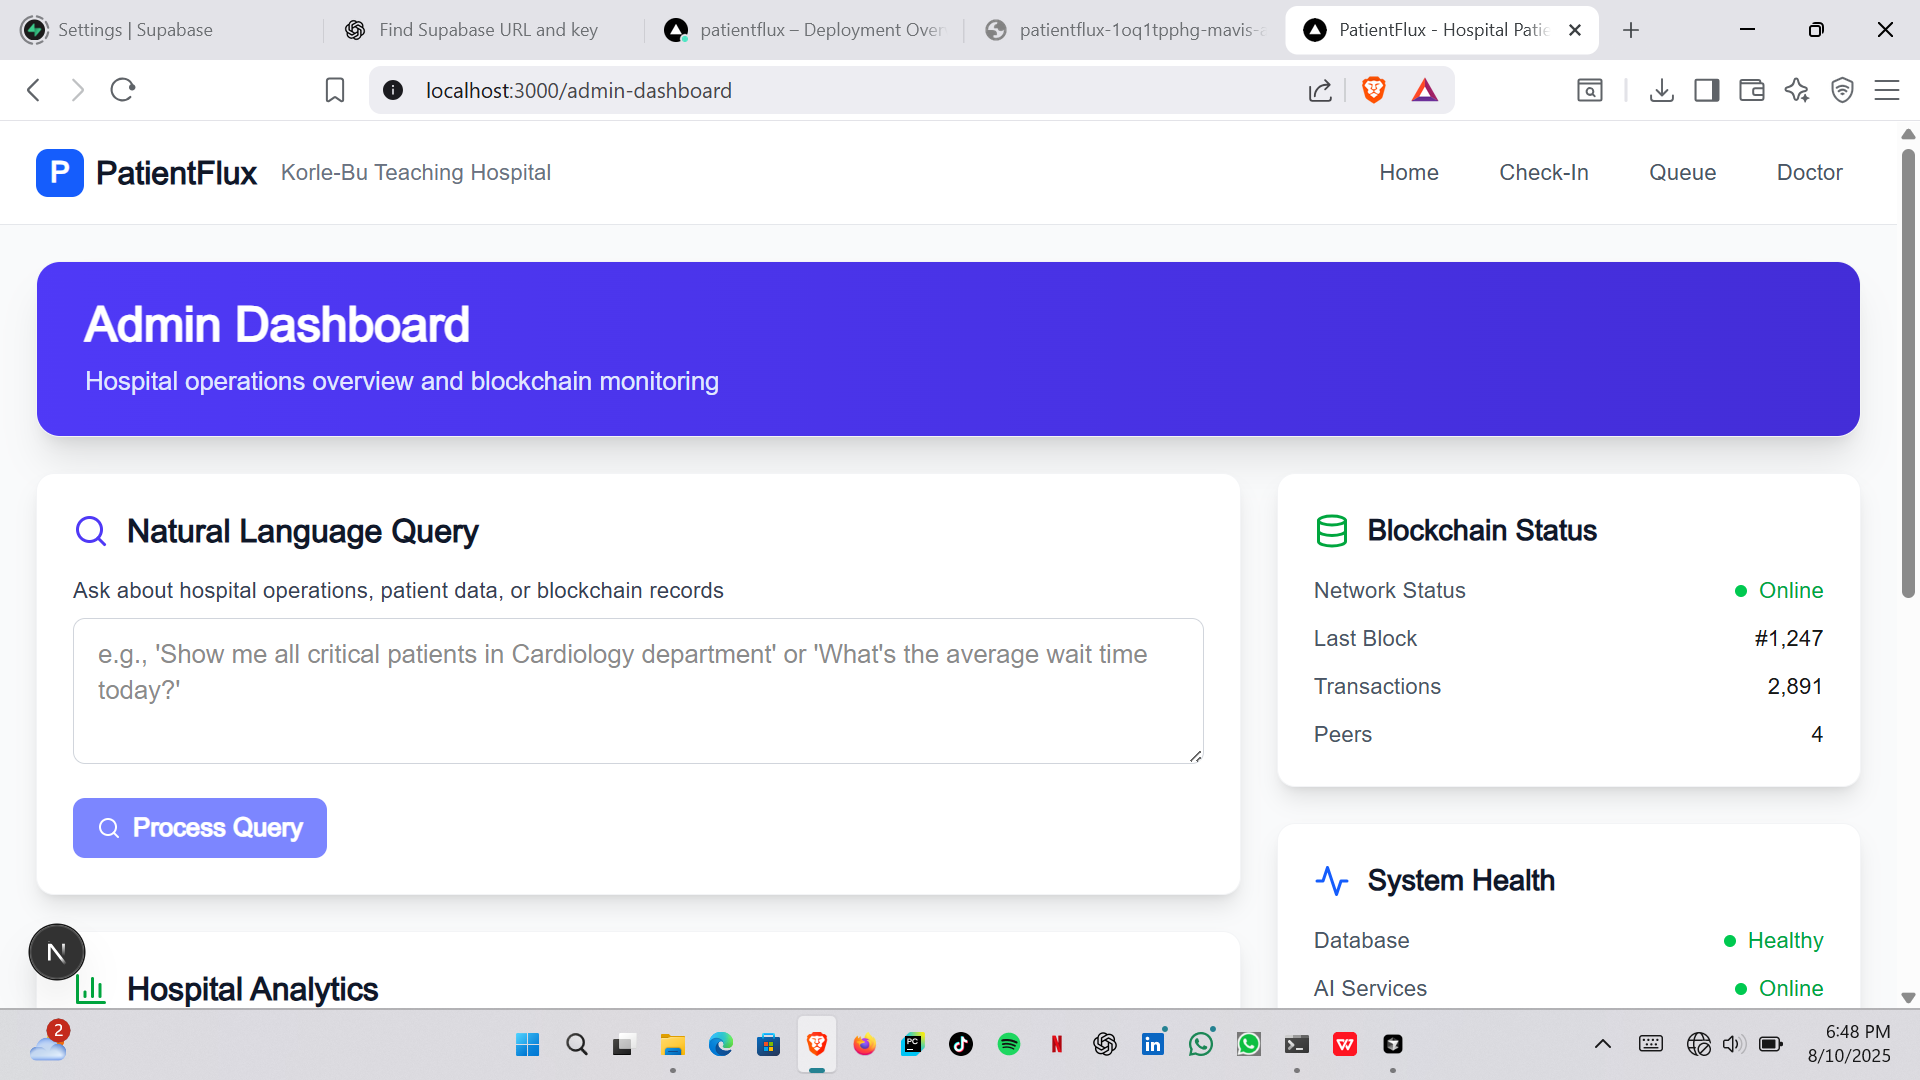 Settings | Supabase
Find Supabase URL and key
patientflux – Deployment Over
patientflux-1oq1tpphg-mavis-a
PatientFlux - Hospital Patie
localhost:3000/admin-dashboard
P PatientFlux Korle-Bu Teaching Hospital
Home Check-In Queue Doctor
Admin Dashboard
Hospital operations overview and blockchain monitoring
Natural Language Query
Ask about hospital operations, patient data, or blockchain records
e.g., 'Show me all critical patients in Cardiology department' or 'What's the average wait time
today?'
Process Query
Hospital Analytics
Blockchain Status
Network Status Online
Last Block #1,247
Transactions 2,891
Peers 4
System Health
Database Healthy
AI Services Online
N
2
PC
N
in
W
6:48 PM
8/10/2025